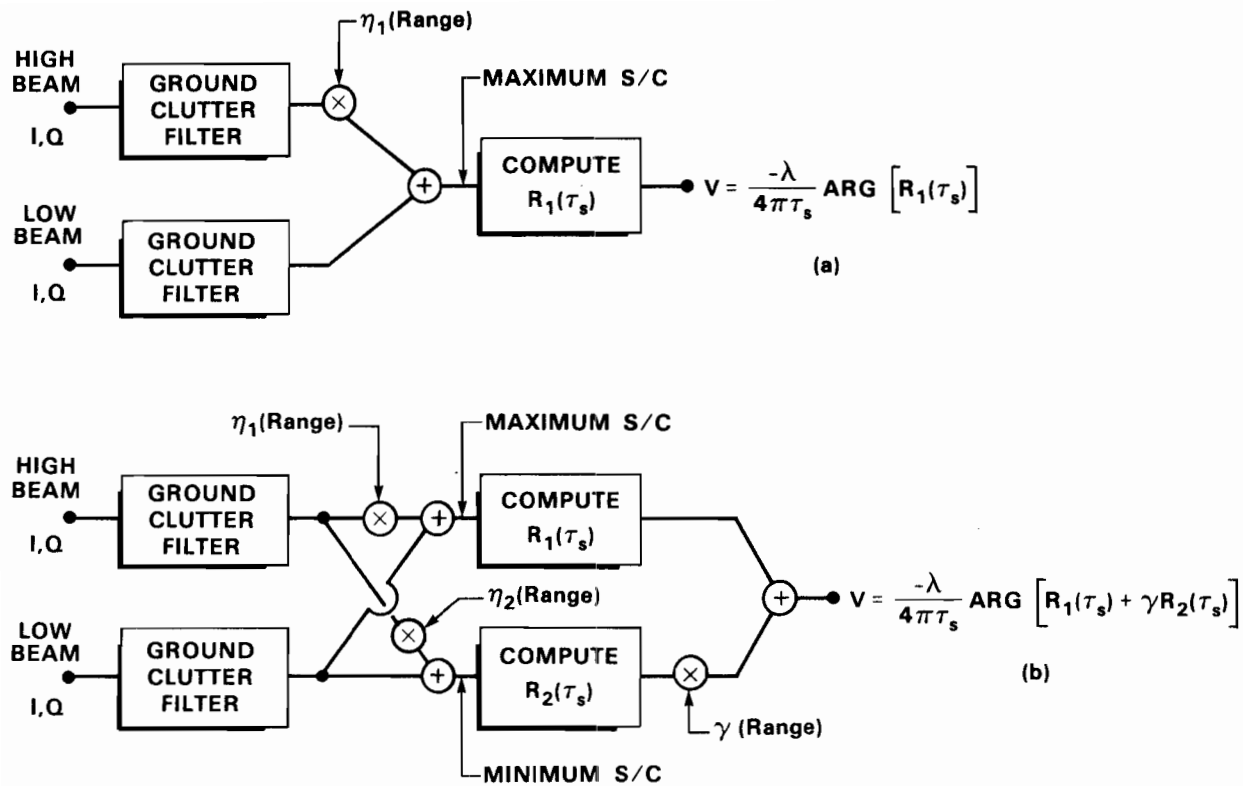 η₁(Range)
HIGH
BEAM
I,Q
GROUND
CLUTTER
FILTER
×
MAXIMUM S/C
LOW
BEAM
I,Q
GROUND
CLUTTER
FILTER
+
COMPUTE
R₁(τₛ)
V = -λ/4πτₛ ARG [R₁(τₛ)]
(a)
η₁(Range)
MAXIMUM S/C
HIGH
BEAM
I,Q
GROUND
CLUTTER
FILTER
×
+
COMPUTE
R₁(τₛ)
η₂(Range)
×
+
V = -λ/4πτₛ ARG [R₁(τₛ) + γR₂(τₛ)]
(b)
LOW
BEAM
I,Q
GROUND
CLUTTER
FILTER
+
COMPUTE
R₂(τₛ)
×
γ (Range)
MINIMUM S/C